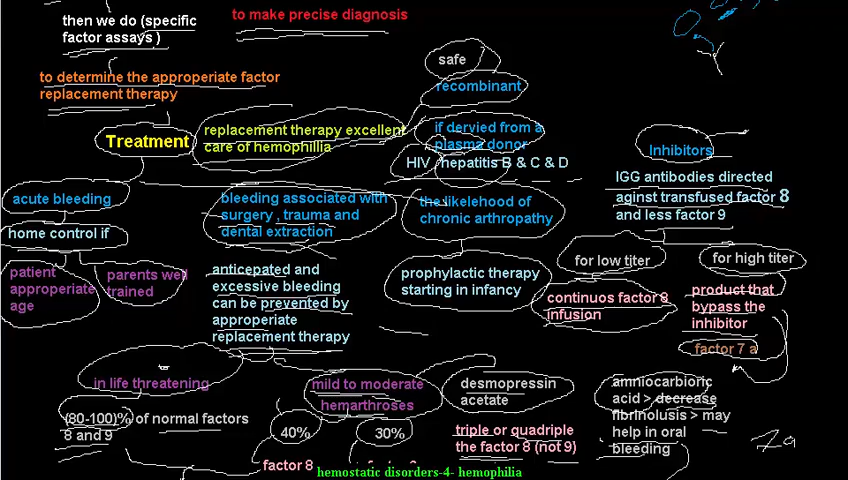 then we do (specific
factor assays )
to make precise diagnosis
to determine the approperiate factor
replacement therapy
safe
recombinant
Treatment
replacement therapy excellent
care of hemophillia
if dervied from a
plasma donor
HIV, hepatitis B & C & D
Inhibitors
IGG antibodies directed
aginst transfused factor 8
and less factor 9
acute bleeding
bleeding associated with
surgery , trauma and
dental extraction
the likelehood of
chronic arthropathy
home control if
for low titer
for high titer
patient
approperiate
age
parents well
trained
antICepated and
excessive bleeding
can be prevented by
approperiate
replacement therapy
prophylactic therapy
starting in infancy
continuos factor 8
infusion
product that
bypass the
inhibitor
factor 7 a
in life threatening
mild to moderate
hemarthroses
desmopressin
acetate
amniocarbioric
acid > decrease
fibrinolusis > may
help in oral
bleeding
(80-100)% of normal factors
8 and 9
40%
30%
triple or quadriple
the factor 8 (not 9)
7a
factor 8
hemostatic disorders-4- hemophilia